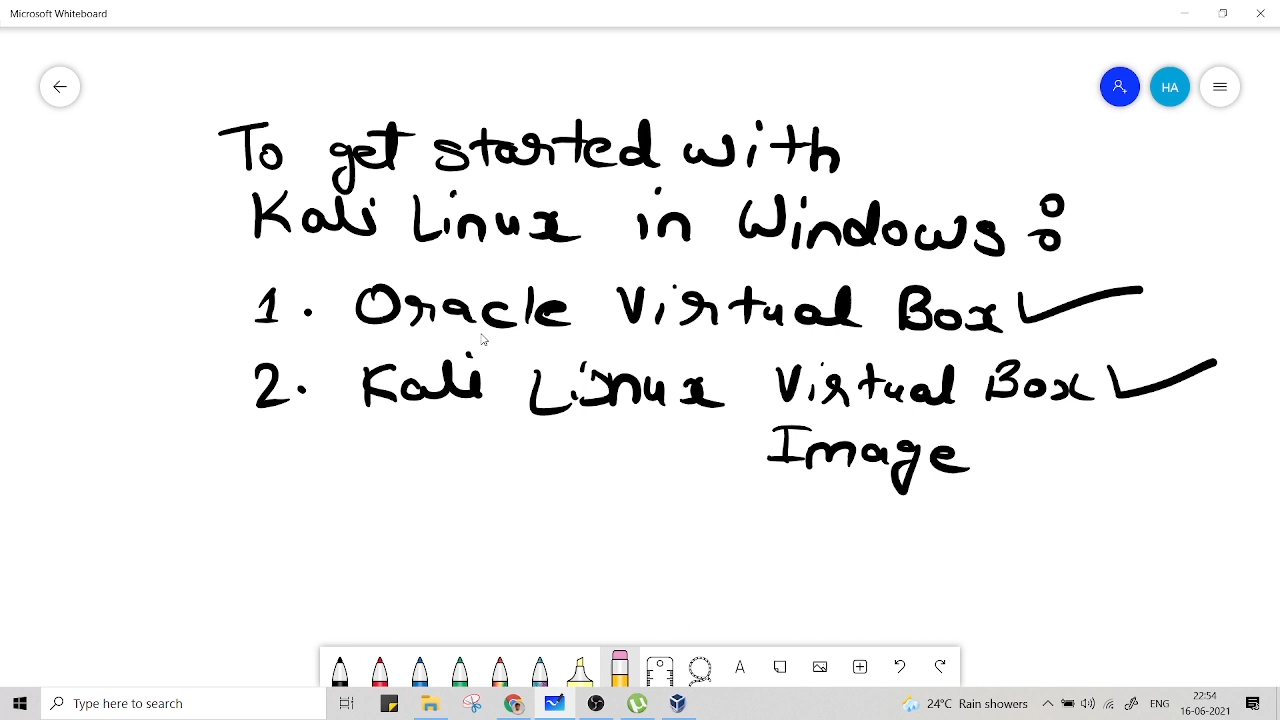 Microsoft Whiteboard
HA
To get started with
Kali Linux in Windows :
1. Oracle Virtual Box
2. Kali Linux Virtual Box
Image
A
Type here to search
24°C Rain showers
ENG
22:54
16-06-2021